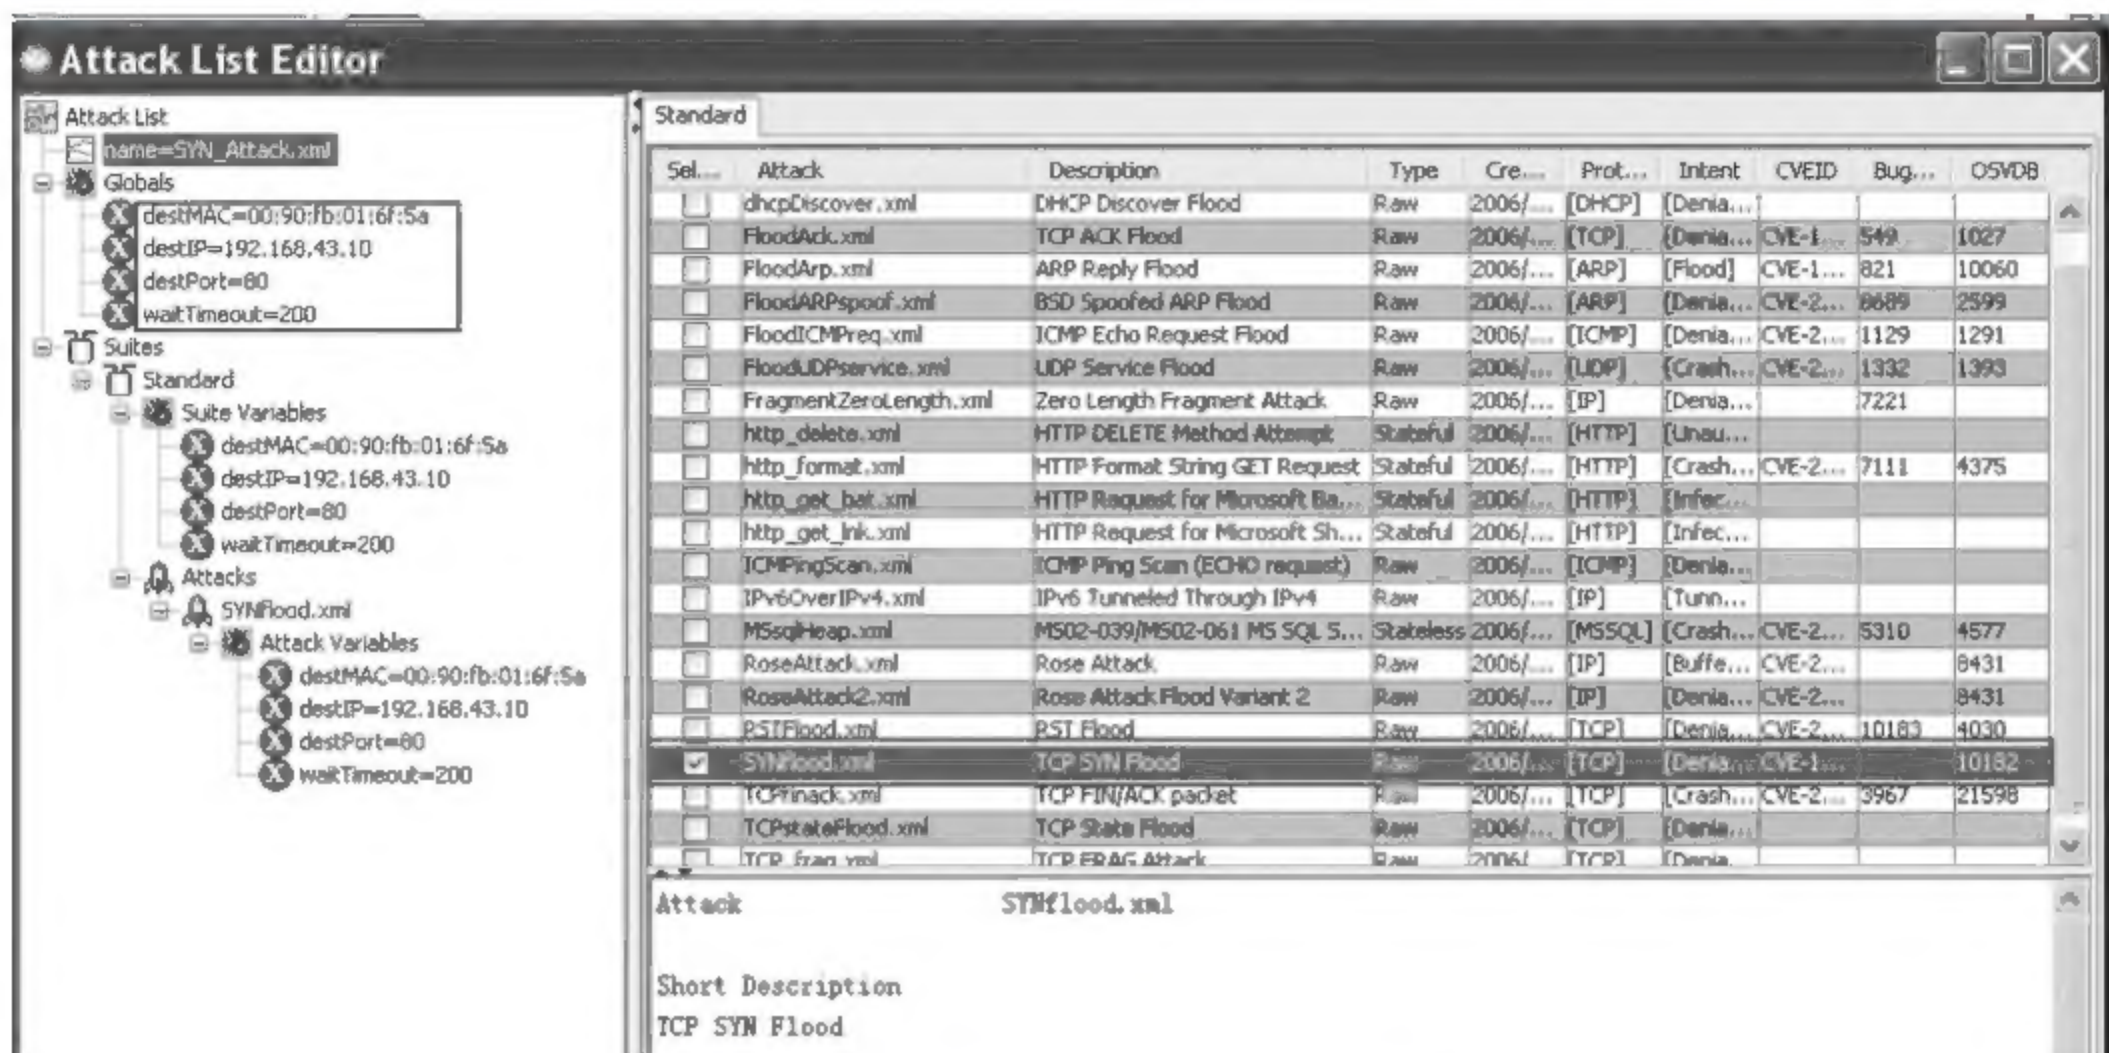 Attack List Editor
Attack List
name=SYN_Attack.xml
Globals
destMAC=00:90:fb:01:6f:5a
destIP=192.168.43.10
destPort=80
waitTimeout=200
Suites
Standard
Suite Variables
destMAC=00:90:fb:01:6f:5a
destIP=192.168.43.10
destPort=80
waitTimeout=200
Attacks
SYNflood.xml
Attack Variables
destMAC=00:90:fb:01:6f:5a
destIP=192.168.43.10
destPort=80
waitTimeout=200
Standard
Sel... Attack Description Type Cre... Prot... Intent CVEID Bug... OSVDB
dhcpDiscover.xml DHCP Discover Flood Raw 2006/... [DHCP] [Denia...
FloodAck.xml TCP ACK Flood Raw 2006/... [TCP] [Denia... CVE-1... 549 1027
FloodArp.xml ARP Reply Flood Raw 2006/... [ARP] [Flood] CVE-1... 821 10060
FloodARPspoof.xml BSD Spoofed ARP Flood Raw 2006/... [ARP] [Denia... CVE-2... 8689 2599
FloodICMPreq.xml ICMP Echo Request Flood Raw 2006/... [ICMP] [Denia... CVE-2... 1129 1291
FloodUDPservice.xml UDP Service Flood Raw 2006/... [UDP] [Crash... CVE-2... 1332 1393
FragmentZeroLength.xml Zero Length Fragment Attack Raw 2006/... [IP] [Denia... 7221
http_delete.xml HTTP DELETE Method Attempt Stateful 2006/... [HTTP] [Unau...
http_format.xml HTTP Format String GET Request Stateful 2006/... [HTTP] [Crash... CVE-2... 7111 4375
http_get_bat.xml HTTP Request for Microsoft Ba... Stateful 2006/... [HTTP] [Infec...
http_get_lnk.xml HTTP Request for Microsoft Sh... Stateful 2006/... [HTTP] [Infec...
ICMPingScan.xml ICMP Ping Scan (ECHO request) Raw 2006/... [ICMP] [Denia...
IPv6OverIPv4.xml IPv6 Tunneled Through IPv4 Raw 2006/... [IP] [Tunn...
MSsqlHeap.xml MS02-039/MS02-061 MS SQL S... Stateless 2006/... [MSSQL] [Crash... CVE-2... 5310 4577
RoseAttack.xml Rose Attack Raw 2006/... [IP] [Buffe... CVE-2... 8431
RoseAttack2.xml Rose Attack Flood Variant 2 Raw 2006/... [IP] [Denia... CVE-2... 8431
RSTFlood.xml RST Flood Raw 2006/... [TCP] [Denia... CVE-2... 10183 4030
SYNflood.xml TCP SYN Flood Raw 2006/... [TCP] [Denia... CVE-1... 10182
TCPfinack.xml TCP FIN/ACK packet Raw 2006/... [TCP] [Crash... CVE-2... 3967 21598
TCPstateFlood.xml TCP State Flood Raw 2006/... [TCP] [Denia...
TCP_frag.xml TCP FRAG Attack Raw 2006/ [TCP] [Denia.
Attack SYNflood.xml
Short Description
TCP SYN Flood